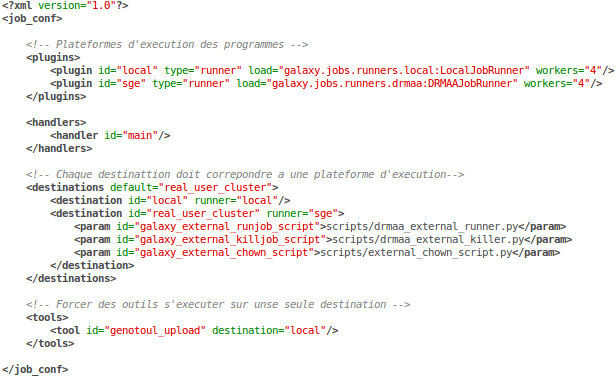 <?xml version="1.0"?>
<job_conf>
<!-- Plateformes d'execution des programmes -->
<plugins>
<plugin id="local" type="runner" load="galaxy.jobs.runners.local:LocalJobRunner" workers="4"/>
<plugin id="sge" type="runner" load="galaxy.jobs.runners.drmaa:DRMAAJobRunner" workers="4"/>
</plugins>
<handlers>
<handler id="main"/>
</handlers>
<!-- Chaque destinattion doit correpondre a une plateforme d'execution-->
<destinations default="real_user_cluster">
<destination id="local" runner="local"/>
<destination id="real_user_cluster" runner="sge">
<param id="galaxy_external_runjob_script">scripts/drmaa_external_runner.py</param>
<param id="galaxy_external_killjob_script">scripts/drmaa_external_killer.py</param>
<param id="galaxy_external_chown_script">scripts/external_chown_script.py</param>
</destination>
</destinations>
<!-- Forcer des outils s'executer sur unse seule destination -->
<tools>
<tool id="genotoul_upload" destination="local"/>
</tools>
</job_conf>